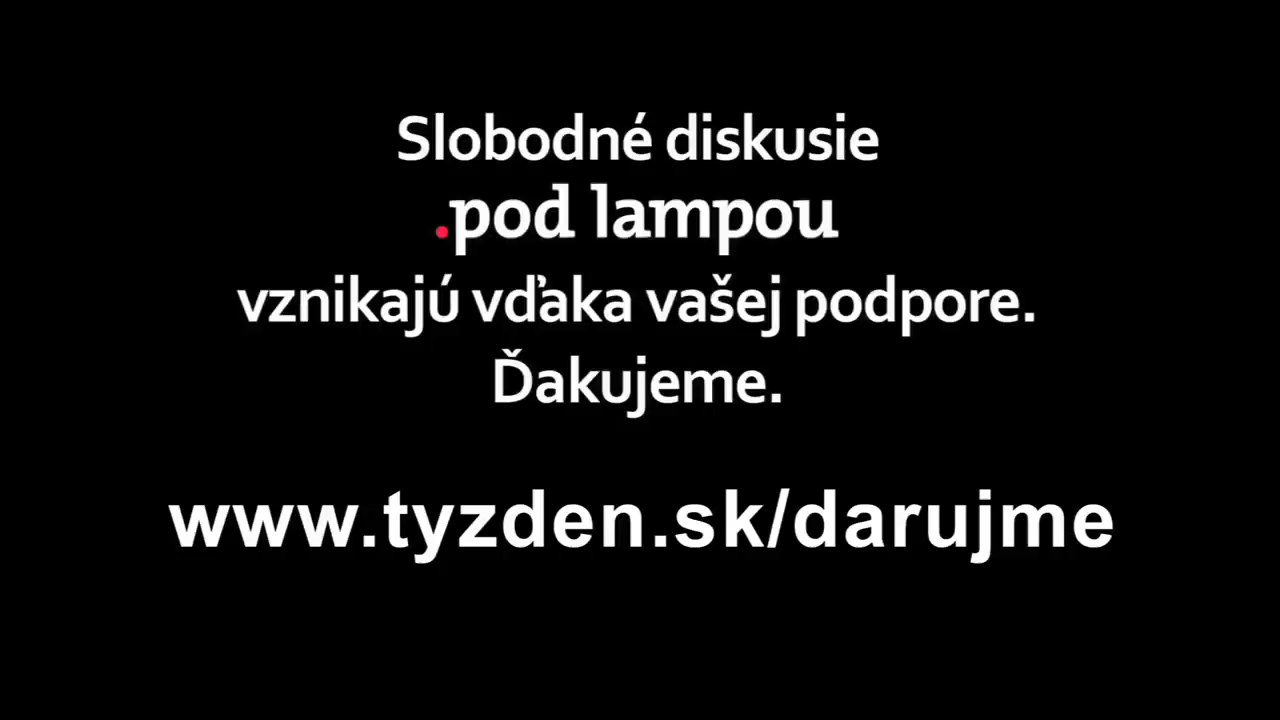 Slobodné diskusie
.pod lampou
vznikajú vďaka vašej podpore.
Ďakujeme.
www.tyzden.sk/darujme